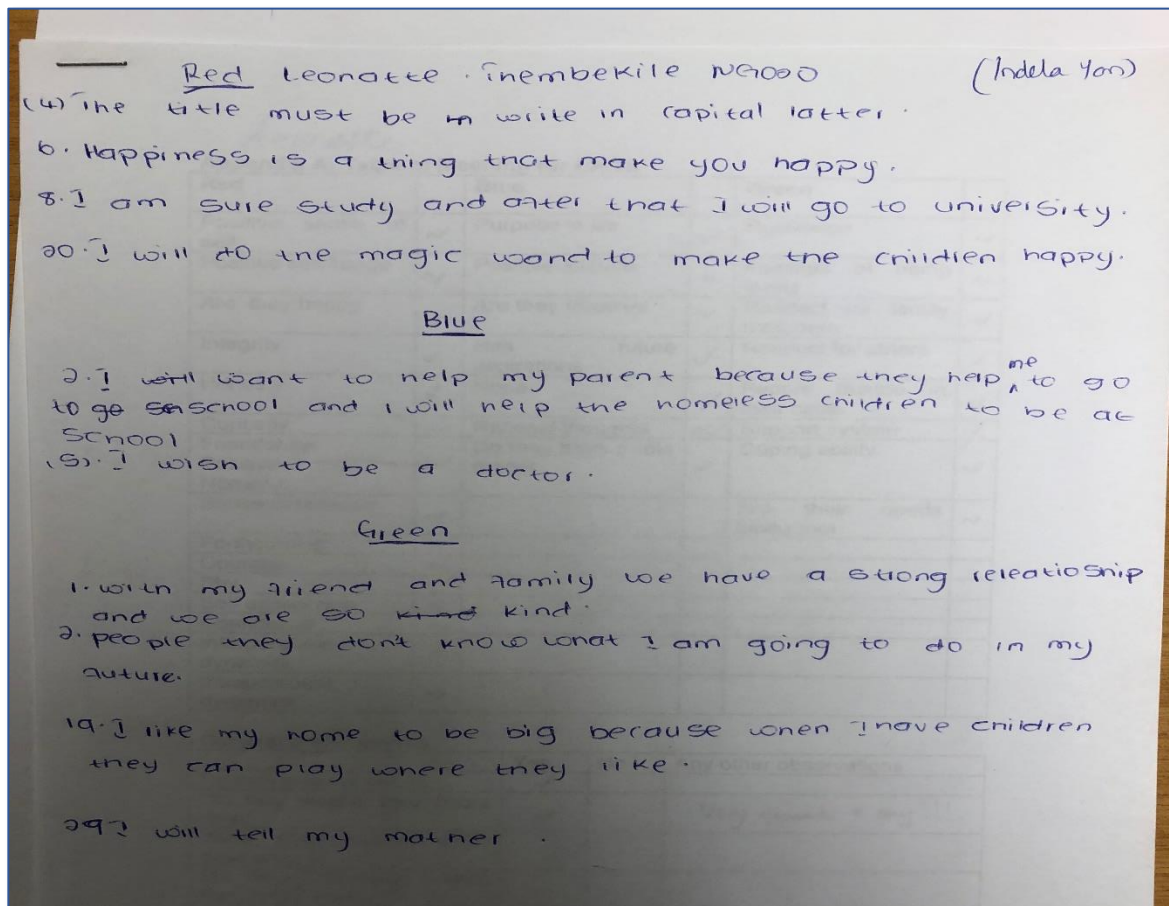 Red Leonatte . Tnembekile NGOOO (Indela Yan)
(4) The title must be in write in capital latter .
6. Happiness is a thing that make you happy.
8. I am sure study and after that I will go to university.
20. I will do the magic wand to make the children happy.
Blue
2. I will want to help my parent because they help me to go
to go school and i will help the homeless children to be at
school
(5). I wish to be a doctor .
Green
1. with my friend and family we have a strong releatioship
and we are so kind kind .
2. people they don't know what I am going to do in my
future.
19. I like my home to be big because when I have children
they can play where they like .
29 I will tell my mother .